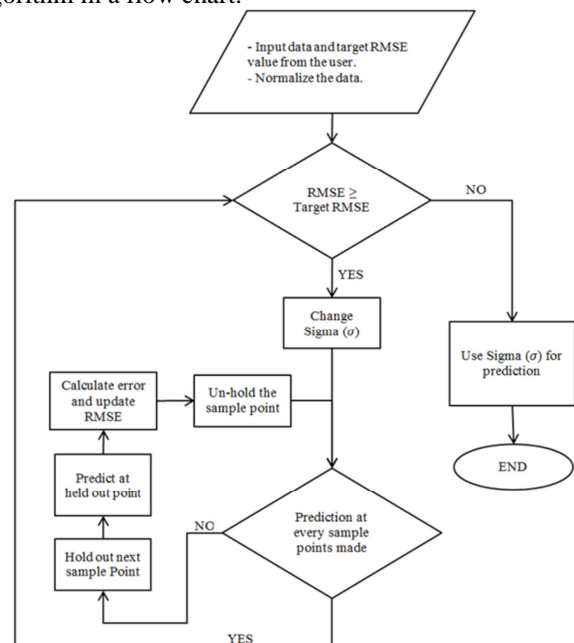 gorithm in a flow chart.
- Input data and target RMSE
value from the user.
- Normalize the data.
RMSE ≥
Target RMSE
NO
YES
Change
Sigma (σ)
Use Sigma (σ) for
prediction
END
Calculate error
and update
RMSE
Un-hold the
sample point
Predict at
held out point
Hold out next
sample Point
NO
Prediction at
every sample
points made
YES